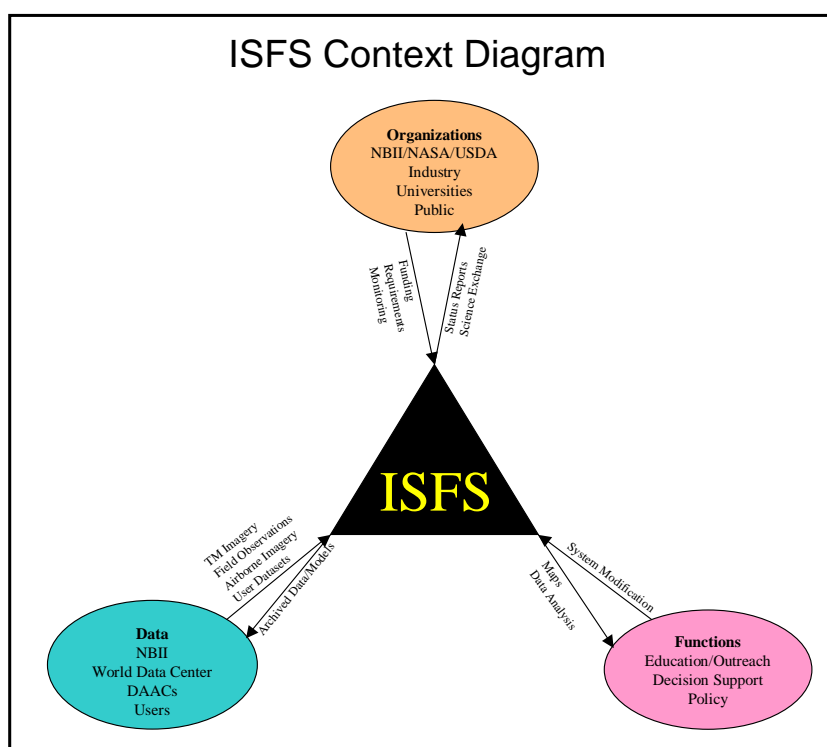 ISFS Context Diagram
Organizations
NBII/NASA/USDA
Industry
Universities
Public
Funding
Requirements
Monitoring
Status Reports
Science Exchange
ISFS
TM Imagery
Field Observations
Airborne Imagery
User Datasets
Archived Data/Models
System Modification
Maps
Data Analysis
Data
NBII
World Data Center
DAACs
Users
Functions
Education/Outreach
Decision Support
Policy